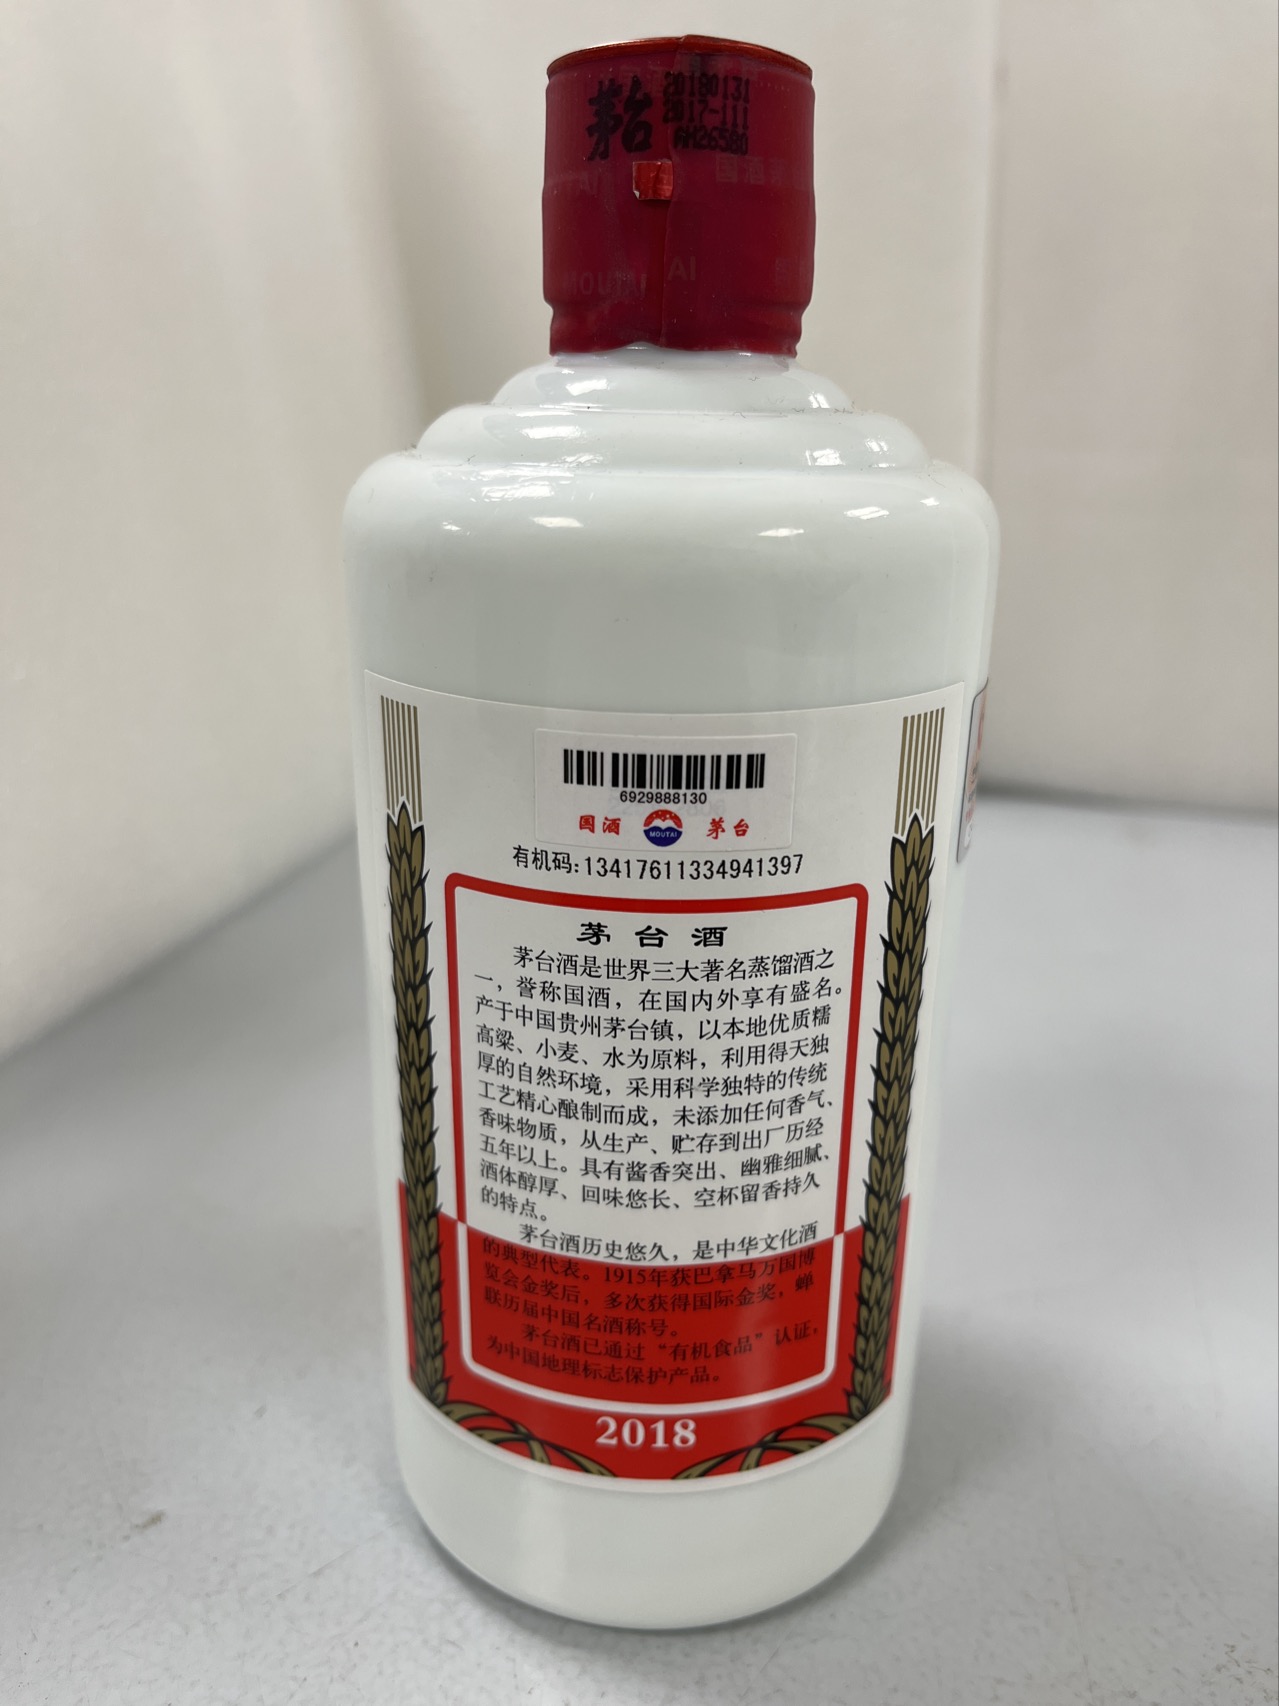 茅台
20180131
2017-111
AH26580
国酒
AI
6929888130
国酒
MOUTAI
茅台
有机码:13417611334941397
茅台酒
茅台酒是世界三大著名蒸馏酒之
一，誉称国酒，在国内外享有盛名。
产于中国贵州茅台镇，以本地优质糯
高粱、小麦、水为原料，利用得天独
厚的自然环境，采用科学独特的传统
工艺精心酿制而成，未添加任何香气、
香味物质，从生产、贮存到出厂历经
五年以上。具有酱香突出、幽雅细腻、
酒体醇厚、回味悠长、空杯留香持久
的特点。
茅台酒历史悠久，是中华文化酒
的典型代表。1915年获巴拿马万国博
览会金奖后，多次获得国际金奖，蝉
联历届中国名酒称号。
茅台酒已通过“有机食品”认证，
为中国地理标志保护产品。
2018